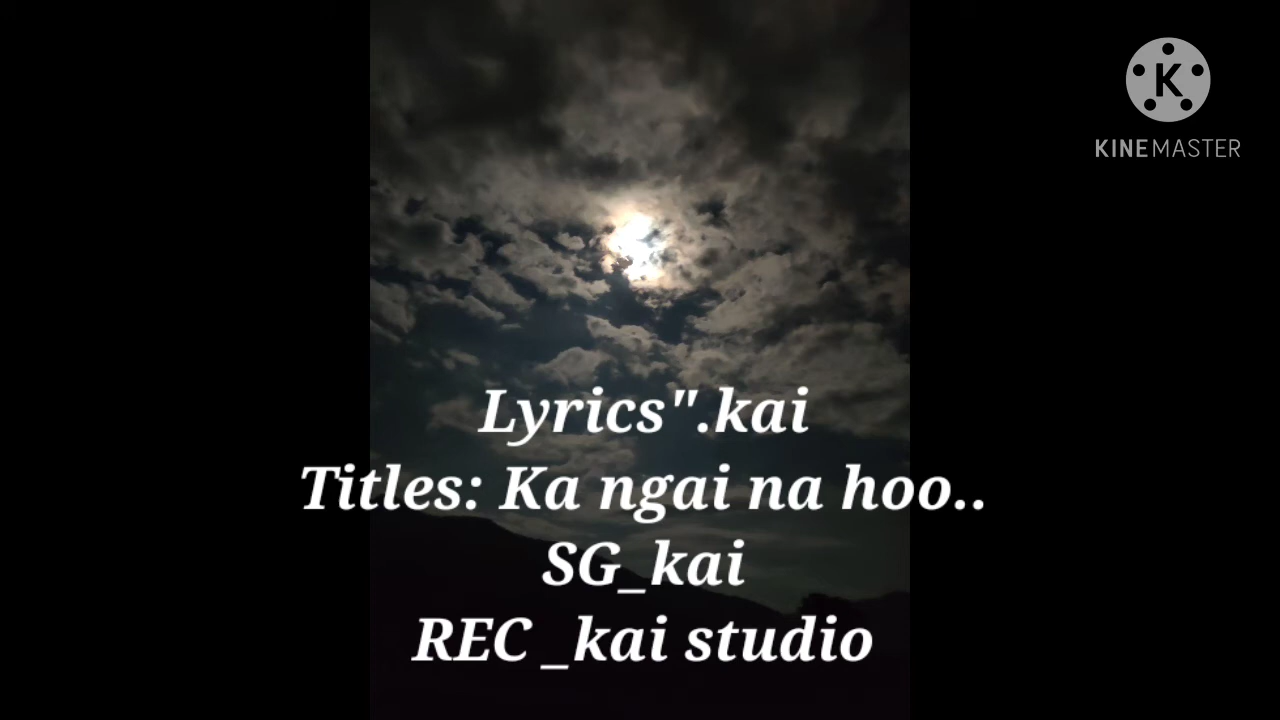 K
KINEMASTER
Lyrics".kai
Titles: Ka ngai na hoo..
SG_kai
REC _kai studio